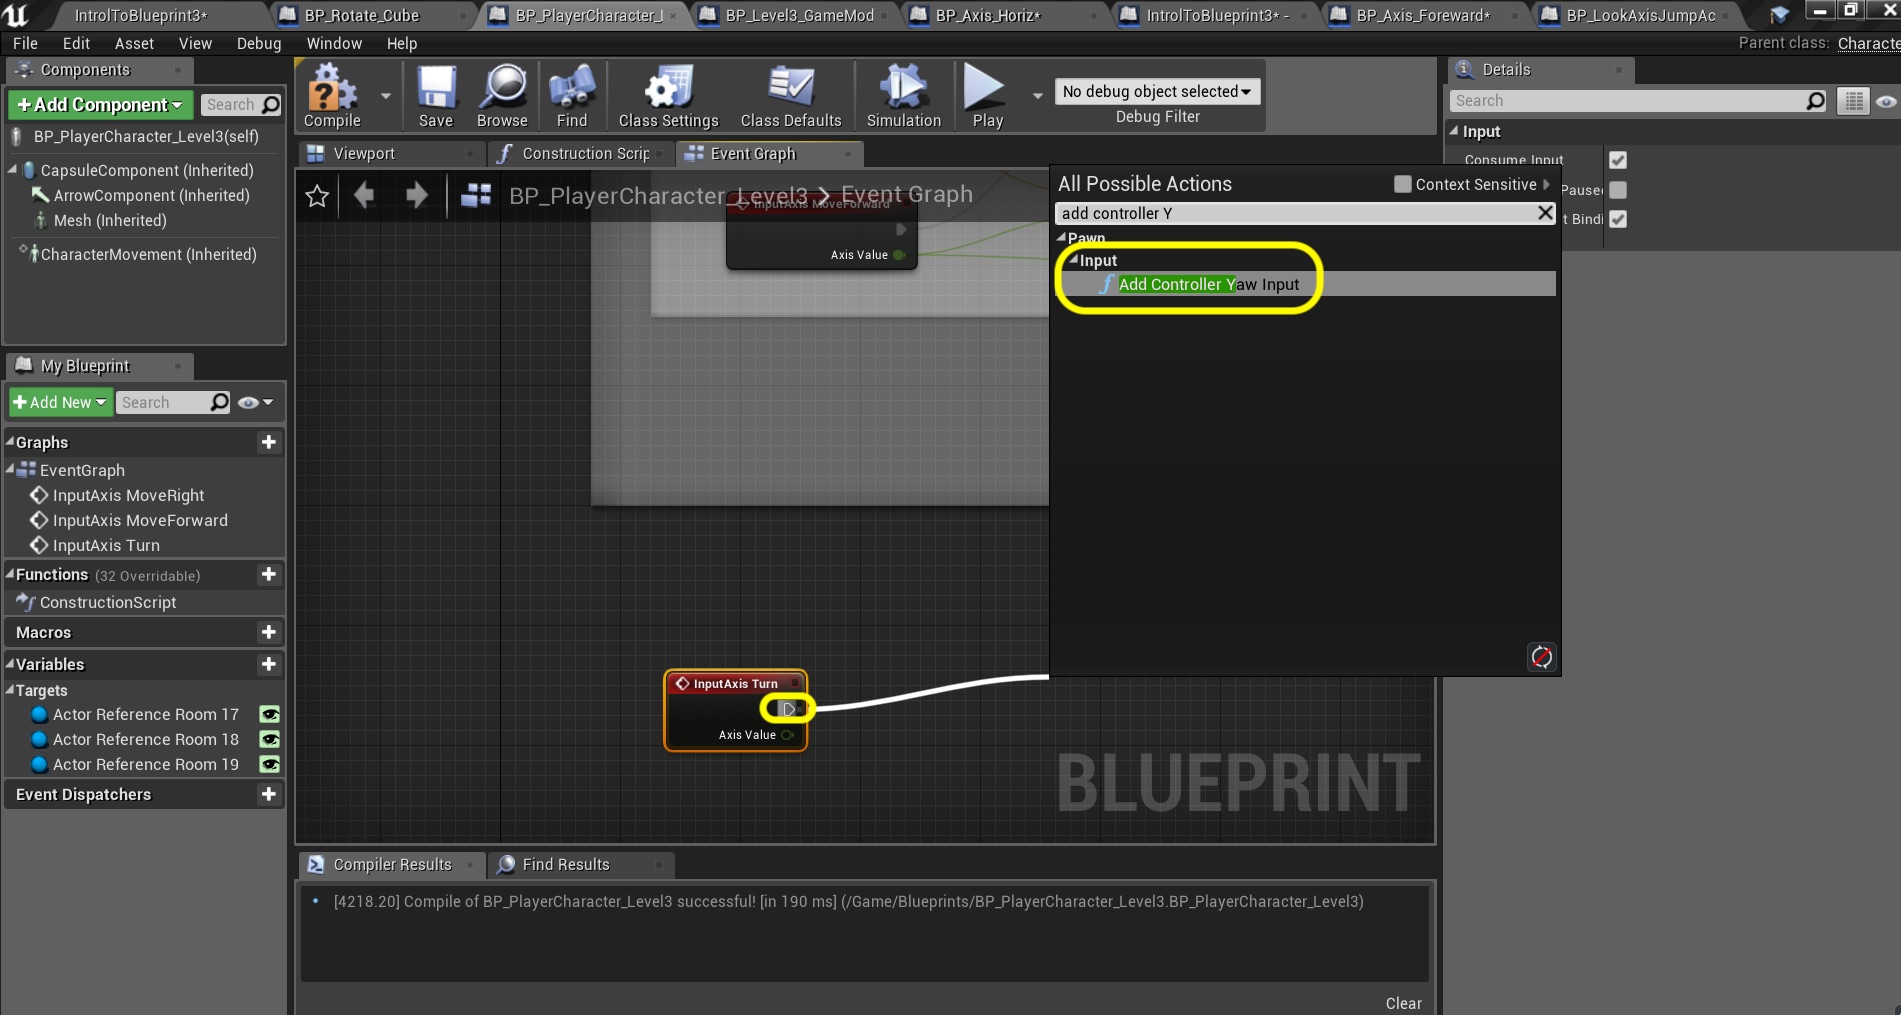 IntrolToBlueprint3*
BP_Rotate_Cube
BP_PlayerCharacter_L
BP_Level3_GameMod
BP_Axis_Horiz*
IntrolToBlueprint3* -
BP_Axis_Foreward*
BP_LookAxisJumpAc
File Edit Asset View Debug Window Help
Parent class: Characte
Components
+Add Component
Search
BP_PlayerCharacter_Level3(self)
CapsuleComponent (Inherited)
ArrowComponent (Inherited)
Mesh (Inherited)
CharacterMovement (Inherited)
My Blueprint
+Add New
Search
Graphs
EventGraph
InputAxis MoveRight
InputAxis MoveForward
InputAxis Turn
Functions (32 Overridable)
ConstructionScript
Macros
Variables
Targets
Actor Reference Room 17
Actor Reference Room 18
Actor Reference Room 19
Event Dispatchers
Compile
Save
Browse
Find
Class Settings
Class Defaults
Simulation
Play
No debug object selected
Debug Filter
Viewport
Construction Scrip
Event Graph
BP_PlayerCharacter_Level3 > Event Graph
InputAxis MoveForward
Axis Value
All Possible Actions
Context Sensitive
add controller Y
Pawn
Input
Add Controller Yaw Input
InputAxis Turn
Axis Value
BLUEPRINT
Compiler Results
Find Results
[4218.20] Compile of BP_PlayerCharacter_Level3 successful! [in 190 ms] (/Game/Blueprints/BP_PlayerCharacter_Level3.BP_PlayerCharacter_Level3)
Clear
Details
Search
Input
Consume Input
Pause
t Bindi